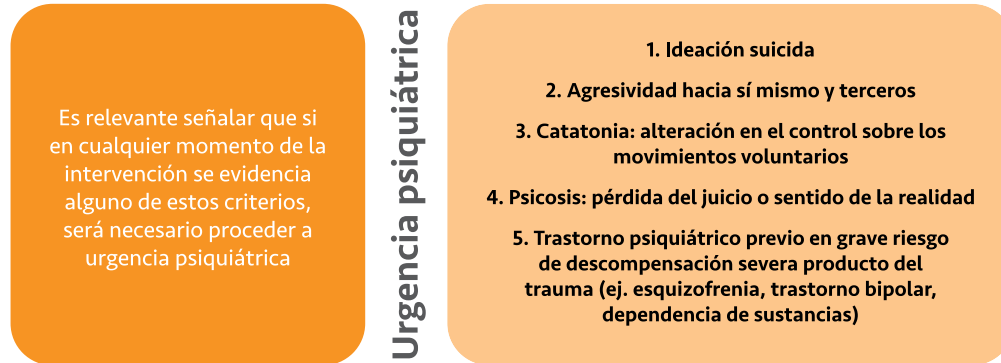 Es relevante señalar que si
en cualquier momento de la
intervención se evidencia
alguno de estos criterios,
será necesario proceder a
urgencia psiquiátrica
Urgencia psiquiátrica
1. Ideación suicida
2. Agresividad hacia sí mismo y terceros
3. Catatonia: alteración en el control sobre los
movimientos voluntarios
4. Psicosis: pérdida del juicio o sentido de la realidad
5. Trastorno psiquiátrico previo en grave riesgo
de descompensación severa producto del
trauma (ej. esquizofrenia, trastorno bipolar,
dependencia de sustancias)